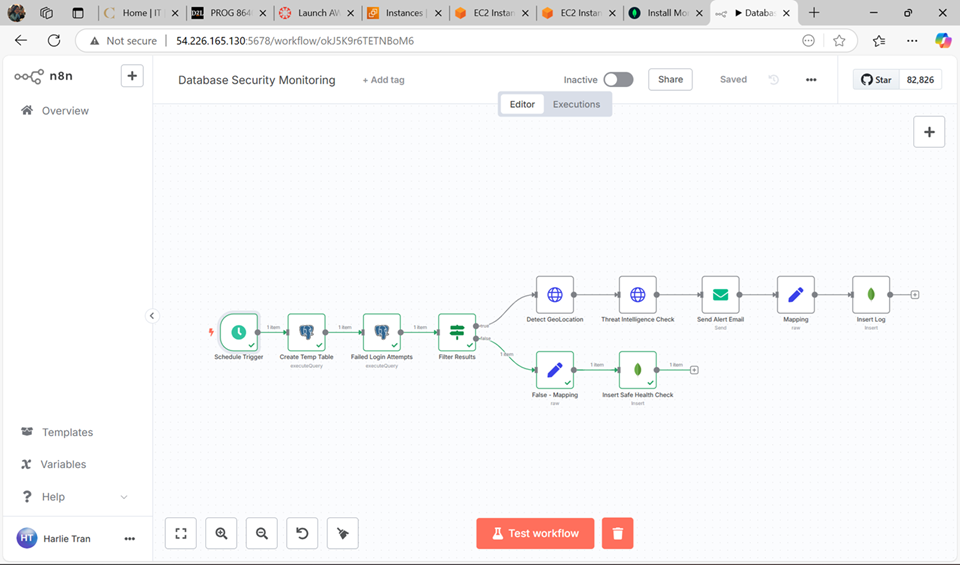 Home | IT
D2L PROG 864
Launch AW
Instances |
EC2 Instan
EC2 Instan
Install Mo
Databas
Not secure 54.226.165.130:5678/workflow/okJ5K9r6TETNBoM6
n8n
Database Security Monitoring + Add tag Inactive Share Saved Star 82,826
Editor Executions
Overview
Detect GeoLocation
Threat Intelligence Check
Send Alert Email
Send
Mapping
raw
Insert Log
Insert
Schedule Trigger
1 item
Create Temp Table
executeQuery
1 item
Failed Login Attempts
executeQuery
1 item
Filter Results
true
false
1 item
False - Mapping
raw
1 item
Insert Safe Health Check
Insert
1 item
Templates
Variables
Help
HT Harlie Tran
Test workflow